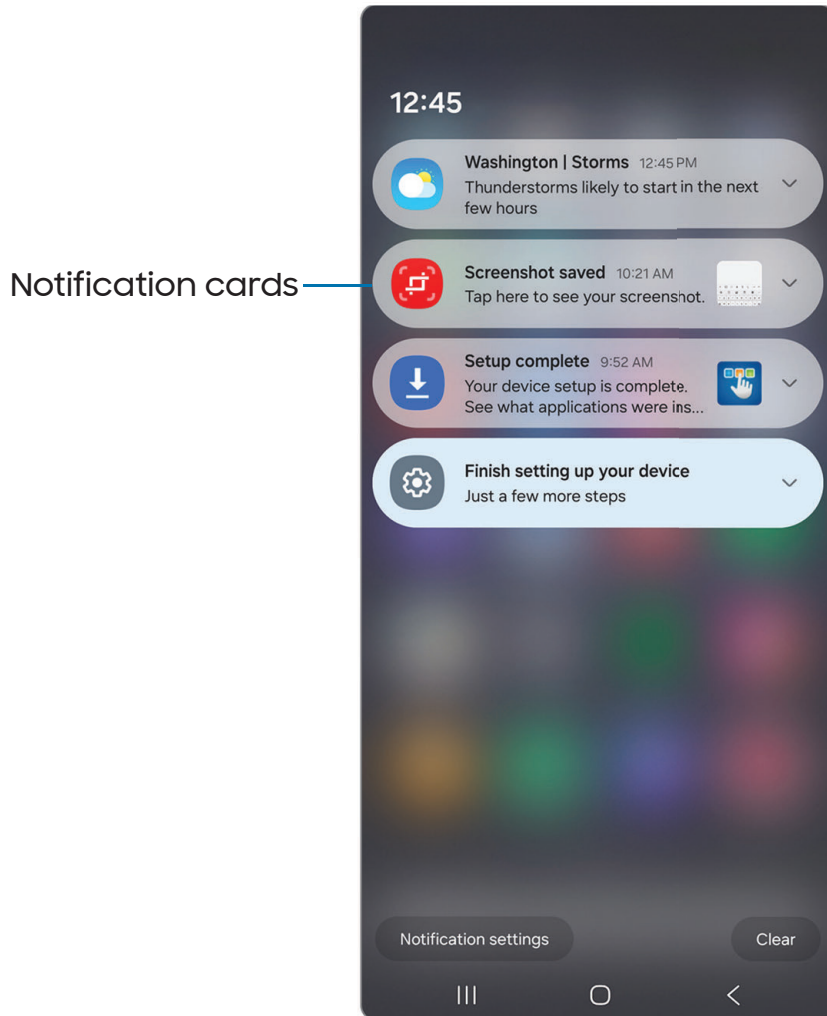 12:45
Washington | Storms 12:45 PM
Thunderstorms likely to start in the next
few hours
Notification cards
Screenshot saved 10:21 AM
Tap here to see your screenshot.
Setup complete 9:52 AM
Your device setup is complete.
See what applications were ins...
Finish setting up your device
Just a few more steps
Notification settings
Clear